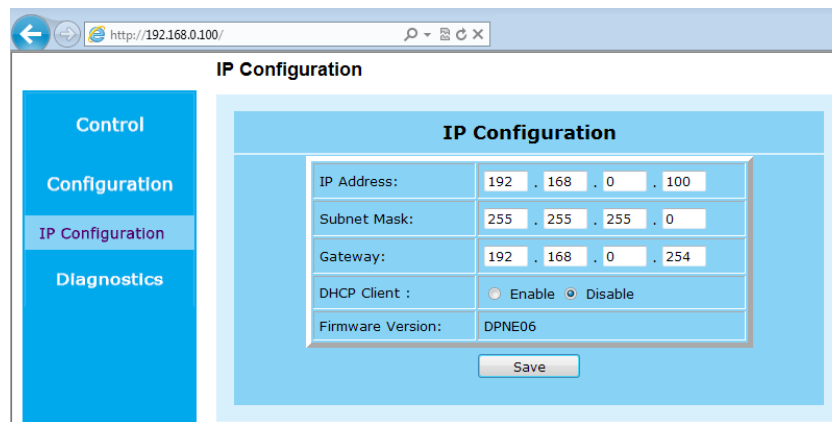 http://192.168.0.100/
IP Configuration
Control
Configuration
IP Configuration
Diagnostics
IP Configuration
IP Address: 192 . 168 . 0 . 100
Subnet Mask: 255 . 255 . 255 . 0
Gateway: 192 . 168 . 0 . 254
DHCP Client : Enable Disable
Firmware Version: DPNE06
Save